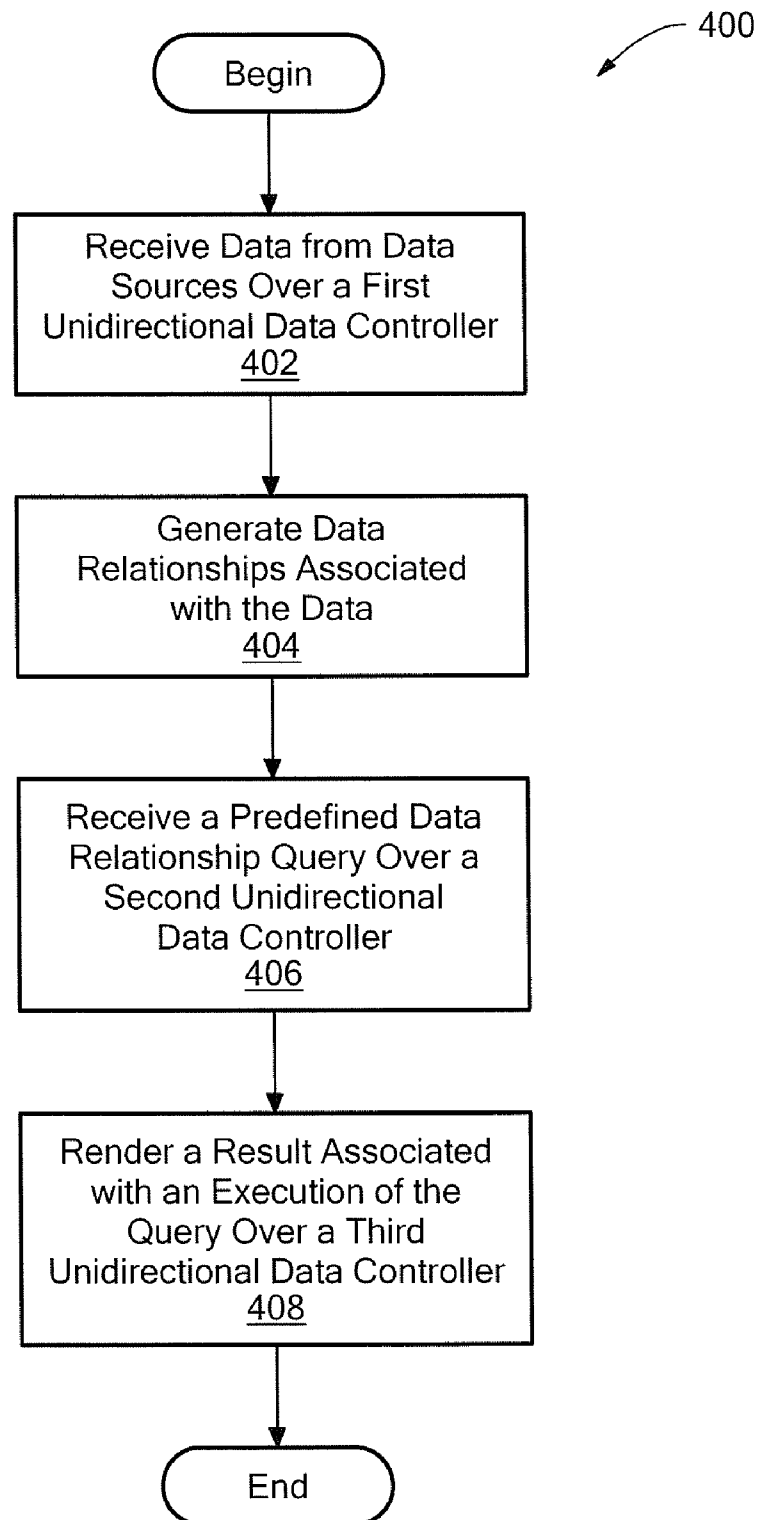 400
Begin
Receive Data from Data
Sources Over a First
Unidirectional Data Controller
402
Generate Data
Relationships Associated
with the Data
404
Receive a Predefined Data
Relationship Query Over a
Second Unidirectional
Data Controller
406
Render a Result Associated
with an Execution of the
Query Over a Third
Unidirectional Data Controller
408
End